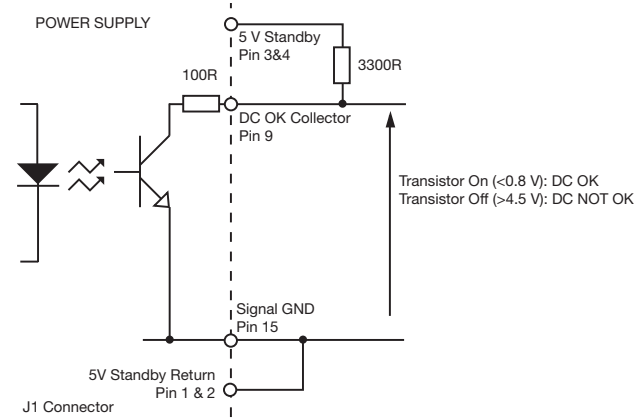 POWER SUPPLY
5 V Standby
Pin 3&4
3300R
100R
DC OK Collector
Pin 9
Transistor On (<0.8 V): DC OK
Transistor Off (>4.5 V): DC NOT OK
Signal GND
Pin 15
5V Standby Return
Pin 1 & 2
J1 Connector